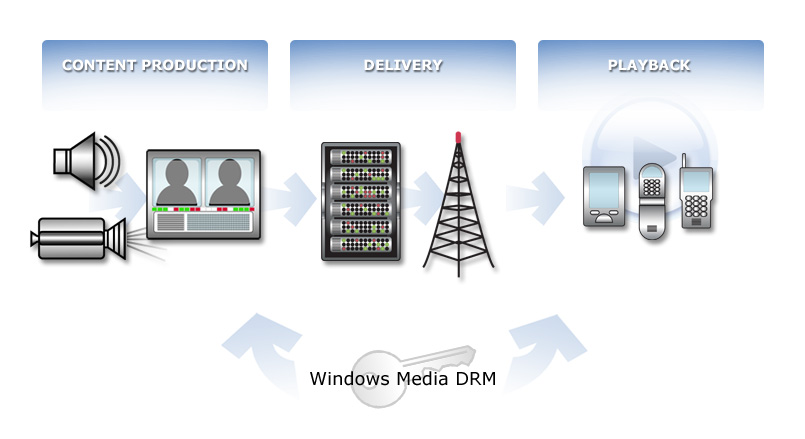 CONTENT PRODUCTION
DELIVERY
PLAYBACK
Windows Media DRM